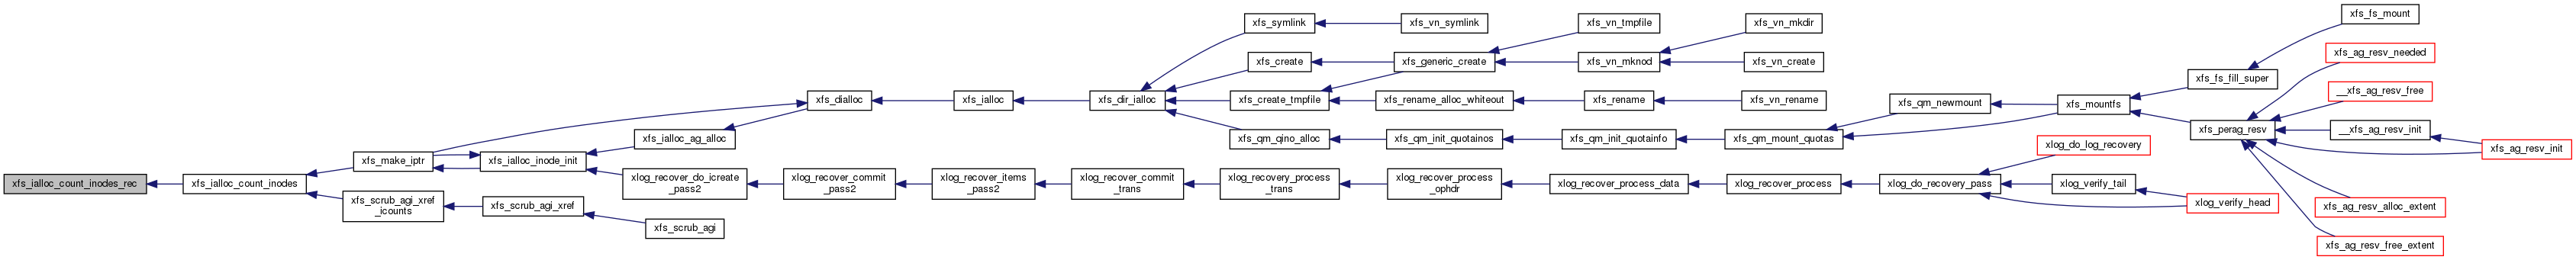 xfs_ialloc_count_inodes_rec
xfs_ialloc_count_inodes
xfs_make_iptr
xfs_scrub_agi_xref
_icounts
xfs_ialloc_inode_init
xfs_scrub_agi_xref
xfs_ialloc_ag_alloc
xlog_recover_do_icreate
_pass2
xfs_scrub_agi
xfs_dialloc
xlog_recover_commit
_pass2
xfs_ialloc
xlog_recover_items
_pass2
xfs_dir_ialloc
xlog_recover_commit
_trans
xfs_symlink
xfs_create
xfs_create_tmpfile
xfs_qm_qino_alloc
xlog_recovery_process
_trans
xfs_vn_symlink
xfs_generic_create
xfs_rename_alloc_whiteout
xfs_qm_init_quotainos
xlog_recover_process
_ophdr
xfs_vn_tmpfile
xfs_vn_mknod
xfs_rename
xfs_qm_init_quotainfo
xlog_recover_process_data
xfs_vn_mkdir
xfs_vn_create
xfs_vn_rename
xfs_qm_mount_quotas
xlog_recover_process
xfs_qm_newmount
xlog_do_recovery_pass
xfs_mountfs
xlog_do_log_recovery
xlog_verify_tail
xlog_verify_head
xfs_fs_fill_super
xfs_perag_resv
xfs_fs_mount
xfs_ag_resv_needed
__xfs_ag_resv_free
__xfs_ag_resv_init
xfs_ag_resv_init
xfs_ag_resv_alloc_extent
xfs_ag_resv_free_extent